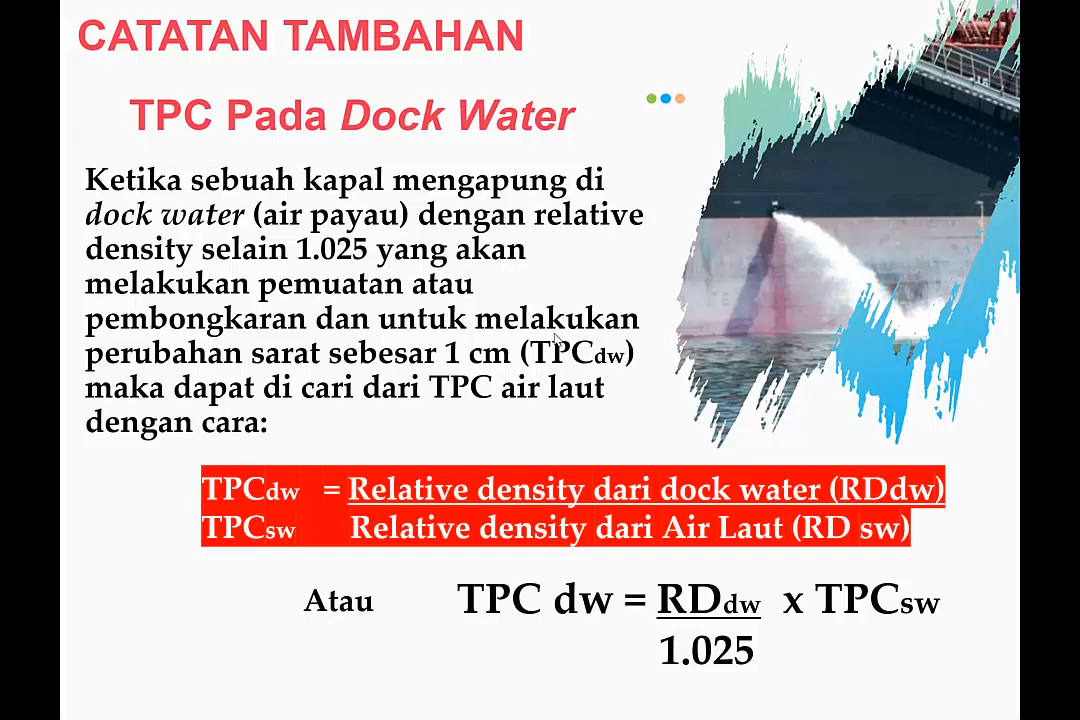 CATATAN TAMBAHAN
TPC Pada Dock Water
Ketika sebuah kapal mengapung di
dock water (air payau) dengan relative
density selain 1.025 yang akan
melakukan pemuatan atau
pembongkaran dan untuk melakukan
perubahan sarat sebesar 1 cm (TPCdw)
maka dapat di cari dari TPC air laut
dengan cara:
TPCdw = Relative density dari dock water (RDdw)
TPCsw Relative density dari Air Laut (RD sw)
Atau TPC dw = RDdw x TPCsw
1.025